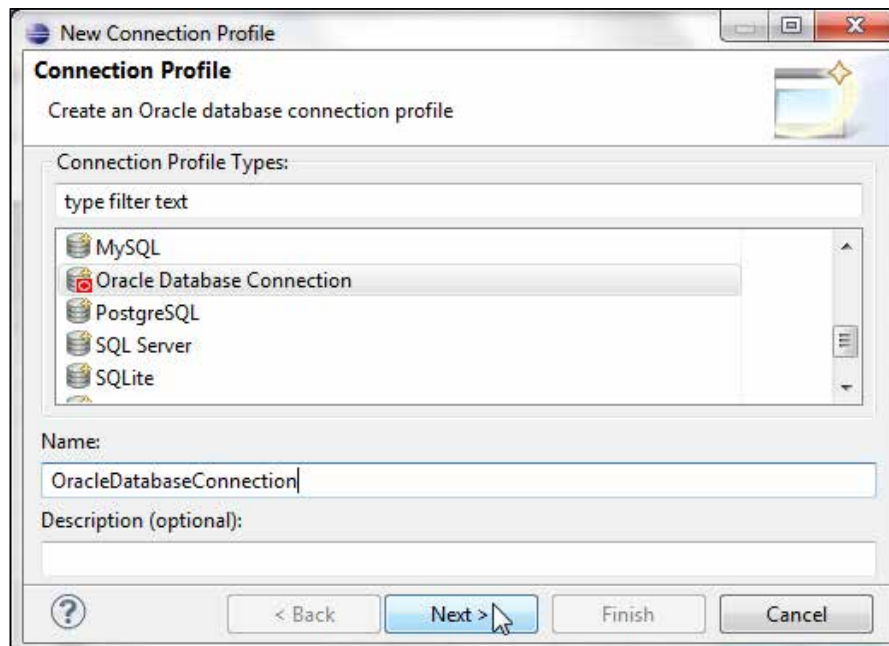 New Connection Profile
Connection Profile
Create an Oracle database connection profile
Connection Profile Types:
type filter text
MySQL
Oracle Database Connection
PostgreSQL
SQL Server
SQLite
Name:
OracleDatabaseConnection
Description (optional):
< Back Next > Finish Cancel